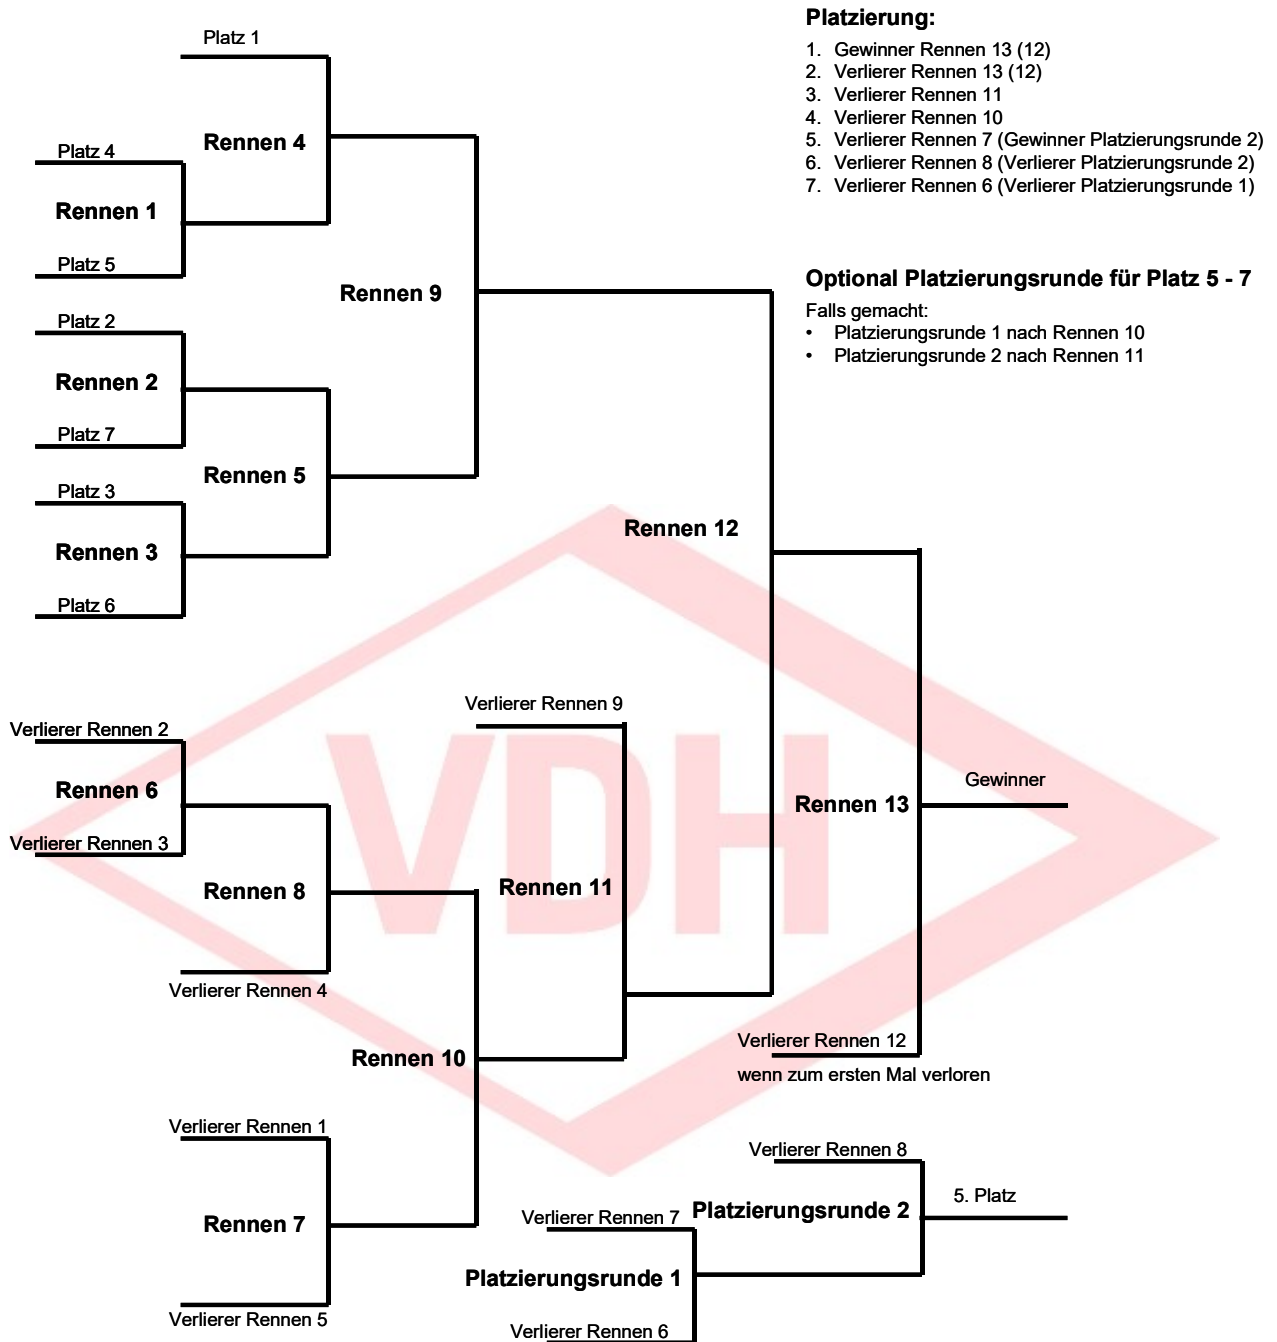 Platz 1
Rennen 4
Platz 4
Rennen 1
Platz 5
Rennen 9
Platz 2
Rennen 2
Platz 7
Rennen 5
Platz 3
Rennen 3
Platz 6
Platzierung:
1. Gewinner Rennen 13 (12)
2. Verlierer Rennen 13 (12)
3. Verlierer Rennen 11
4. Verlierer Rennen 10
5. Verlierer Rennen 7 (Gewinner Platzierungsrunde 2)
6. Verlierer Rennen 8 (Verlierer Platzierungsrunde 2)
7. Verlierer Rennen 6 (Verlierer Platzierungsrunde 1)
Optional Platzierungsrunde für Platz 5 - 7
Falls gemacht:
• Platzierungsrunde 1 nach Rennen 10
• Platzierungsrunde 2 nach Rennen 11
Rennen 12
Verlierer Rennen 9
Verlierer Rennen 2
Rennen 6
Verlierer Rennen 3
Rennen 8
Verlierer Rennen 4
Rennen 11
VDH
Rennen 13
Gewinner
Rennen 10
Verlierer Rennen 12
wenn zum ersten Mal verloren
Verlierer Rennen 1
Rennen 7
Verlierer Rennen 5
Verlierer Rennen 8
Platzierungsrunde 2
5. Platz
Verlierer Rennen 7
Platzierungsrunde 1
Verlierer Rennen 6